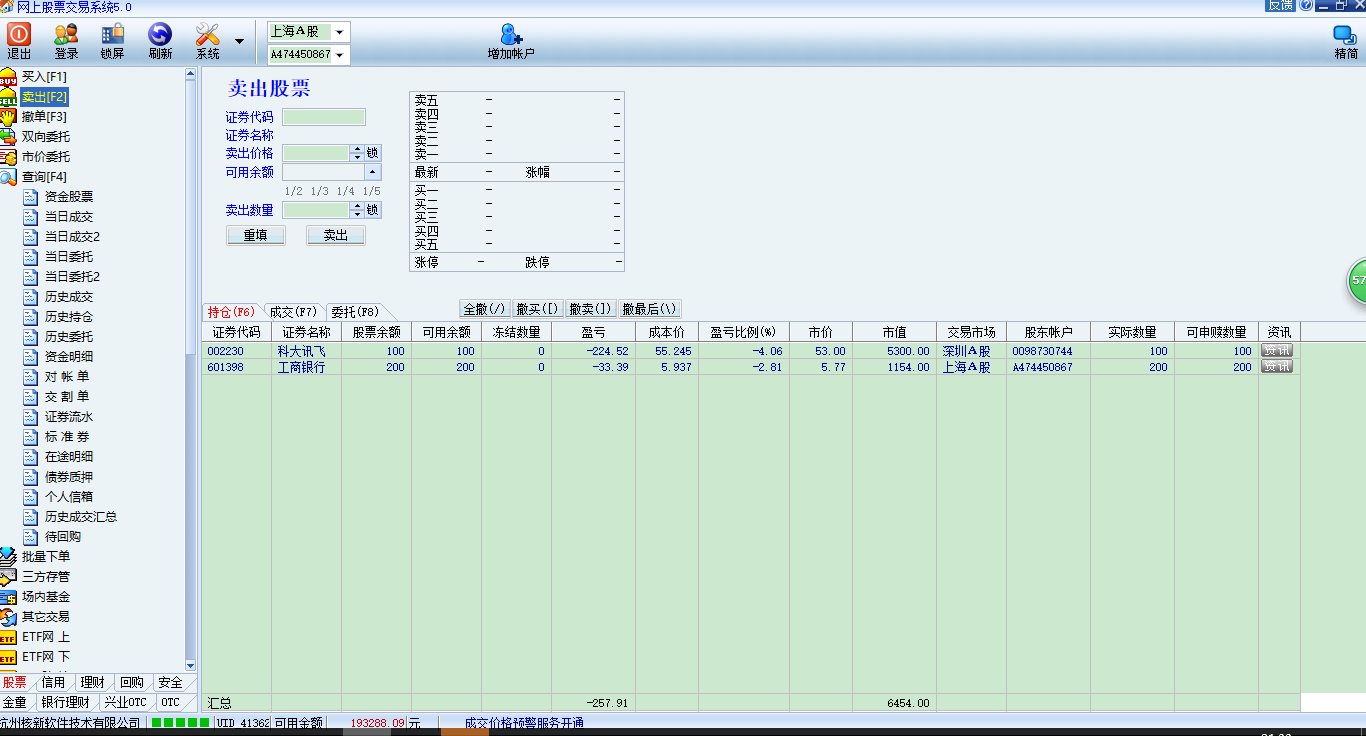 网上股票交易系统5.0 反馈
退出 登录 锁屏 刷新 系统 上海A股 A474450867 增加帐户 精简
买入[F1]
卖出[F2]
撤单[F3]
双向委托
市价委托
查询[F4]
资金股票
当日成交
当日成交2
当日委托
当日委托2
历史成交
历史持仓
历史委托
资金明细
对 帐 单
交 割 单
证券流水
标 准 券
在途明细
债券质押
个人信箱
历史成交汇总
待回购
批量下单
三方存管
场内基金
其它交易
ETF网 上
ETF网 下
股票 信用 理财 回购 安全
金童 银行理财 兴业OTC OTC
卖出股票
证券代码
证券名称
卖出价格 锁
可用余额
1/2 1/3 1/4 1/5
卖出数量 锁
重填 卖出
卖五 - -
卖四 - -
卖三 - -
卖二 - -
卖一 - -
最新 - 涨幅 -
买一 - -
买二 - -
买三 - -
买四 - -
买五 - -
涨停 - 跌停 -
57
持仓(F6) 成交(F7) 委托(F8) 全撤(/) 撤买([) 撤卖(]) 撤最后(\)
证券代码 证券名称 股票余额 可用余额 冻结数量 盈亏 成本价 盈亏比例(%) 市价 市值 交易市场 股东帐户 实际数量 可申赎数量 资讯
002230 科大讯飞 100 100 0 -224.52 55.245 -4.06 53.00 5300.00 深圳A股 0098730744 100 100 资讯
601398 工商银行 200 200 0 -33.39 5.937 -2.81 5.77 1154.00 上海A股 A474450867 200 200 资讯
汇总 -257.91 6454.00
杭州核新软件技术有限公司 UID_41362 可用金额 193288.09 元 成交价格预警服务开通